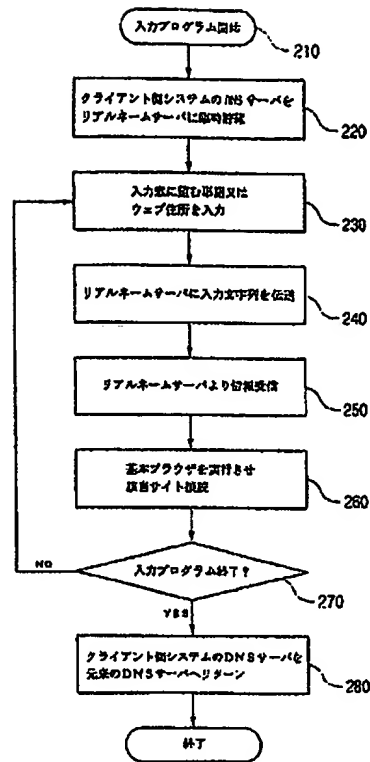 入力プログラム開始
210
クライアント側システムのDNSサーバを
リアルネームサーバに臨時
220
入力窓に
ウェブ住所を入力
230
リアルネームサーバに入力文字列を伝送
240
リアルネームサーバより情報受信
250
基本ブラウザを実行させ
該当サイト接続
260
入力プログラム終了?
270
NO
YES
クライアント側システムのDNSサーバを
元来のDNSサーバへリターン
280
終了